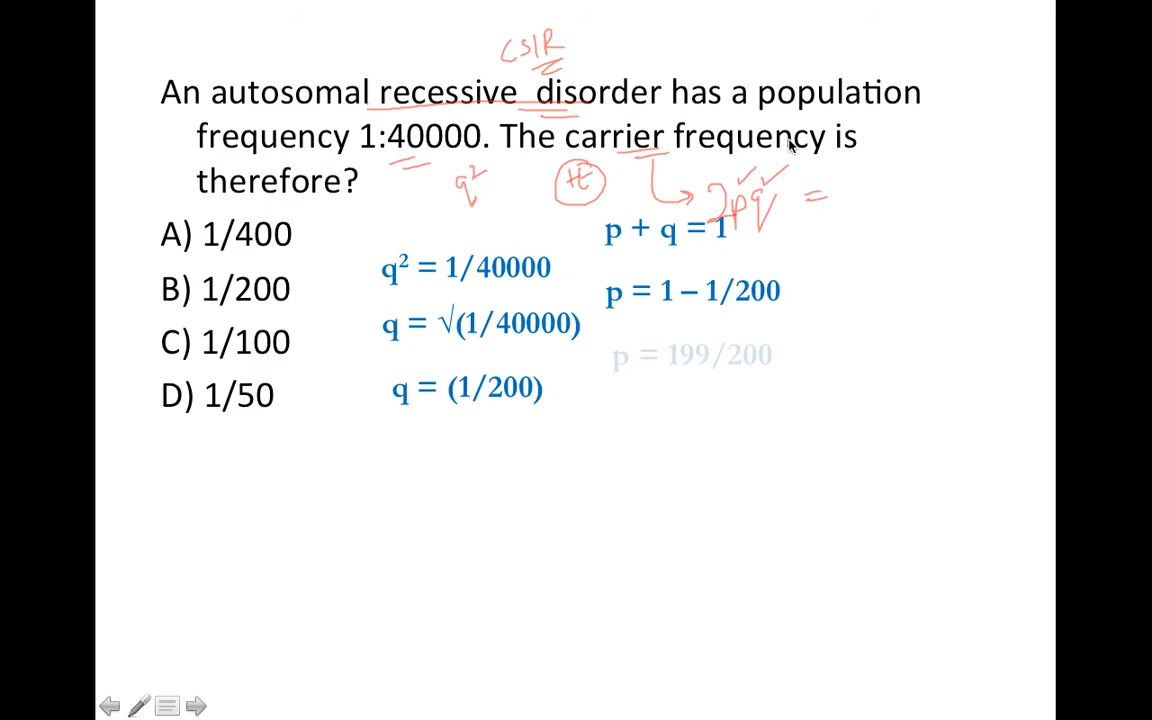 CSIR
An autosomal recessive disorder has a population
frequency 1:40000. The carrier frequency is
therefore?
q²
2pq =
A) 1/400
B) 1/200
C) 1/100
D) 1/50
q² = 1/40000
q = √(1/40000)
q = (1/200)
p + q = 1
p = 1 – 1/200
p = 199/200